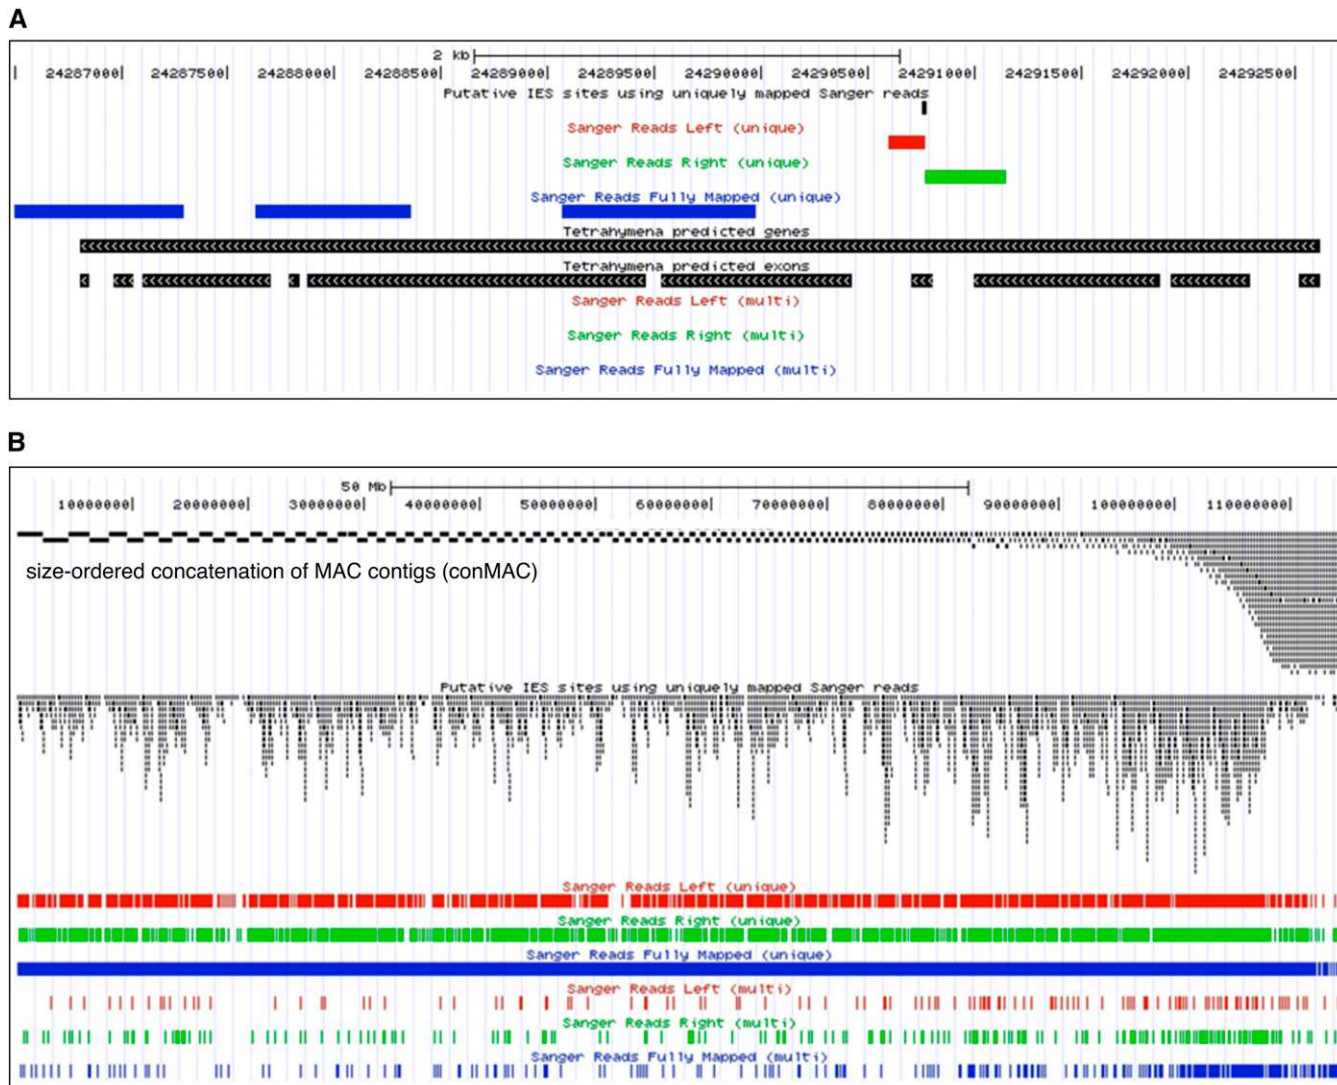 A
2 kb
24287000| 24287500| 24288000| 24288500| 24289000| 24289500| 24290000| 24290500| 24291000| 24291500| 24292000| 24292500|
Putative IES sites using uniquely mapped Sanger reads
Sanger Reads Left (unique)
Sanger Reads Right (unique)
Sanger Reads Fully Mapped (unique)
Tetrahymena predicted genes
Tetrahymena predicted exons
Sanger Reads Left (multi)
Sanger Reads Right (multi)
Sanger Reads Fully Mapped (multi)
B
50 Mb
10000000| 20000000| 30000000| 40000000| 50000000| 60000000| 70000000| 80000000| 90000000| 100000000| 110000000|
size-ordered concatenation of MAC contigs (conMAC)
Putative IES sites using uniquely mapped Sanger reads
Sanger Reads Left (unique)
Sanger Reads Right (unique)
Sanger Reads Fully Mapped (unique)
Sanger Reads Left (multi)
Sanger Reads Right (multi)
Sanger Reads Fully Mapped (multi)